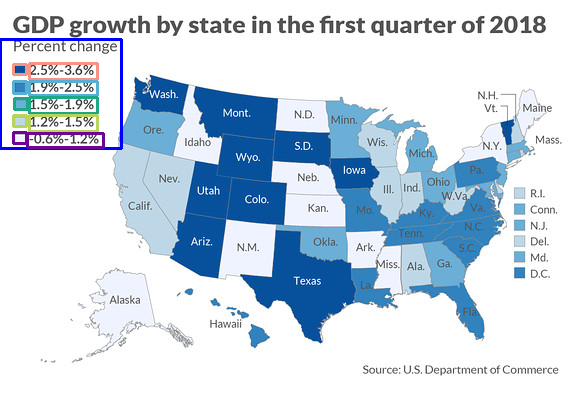 GDP growth by state in the first quarter of 2018
Percent change
2.5%-3.6%
1.9%-2.5%
1.5%-1.9%
1.2%-1.5%
-0.6%-1.2%
Wash.
Mont.
N.D.
Minn.
N.H.
Vt.
Maine
Ore.
Idaho
S.D.
Wis.
Mich.
N.Y.
Mass.
Wyo.
Nev.
Utah
Colo.
Neb.
Iowa
Ill.
Ind.
Ohio
Pa.
Calif.
Kan.
Mo.
Ky.
W.Va.
Va.
R.I.
Conn.
N.J.
Del.
Md.
D.C.
Ariz.
N.M.
Okla.
Ark.
Tenn.
N.C.
S.C.
Texas
La.
Miss.
Ala.
Ga.
Fla.
Alaska
Hawaii
Source: U.S. Department of Commerce